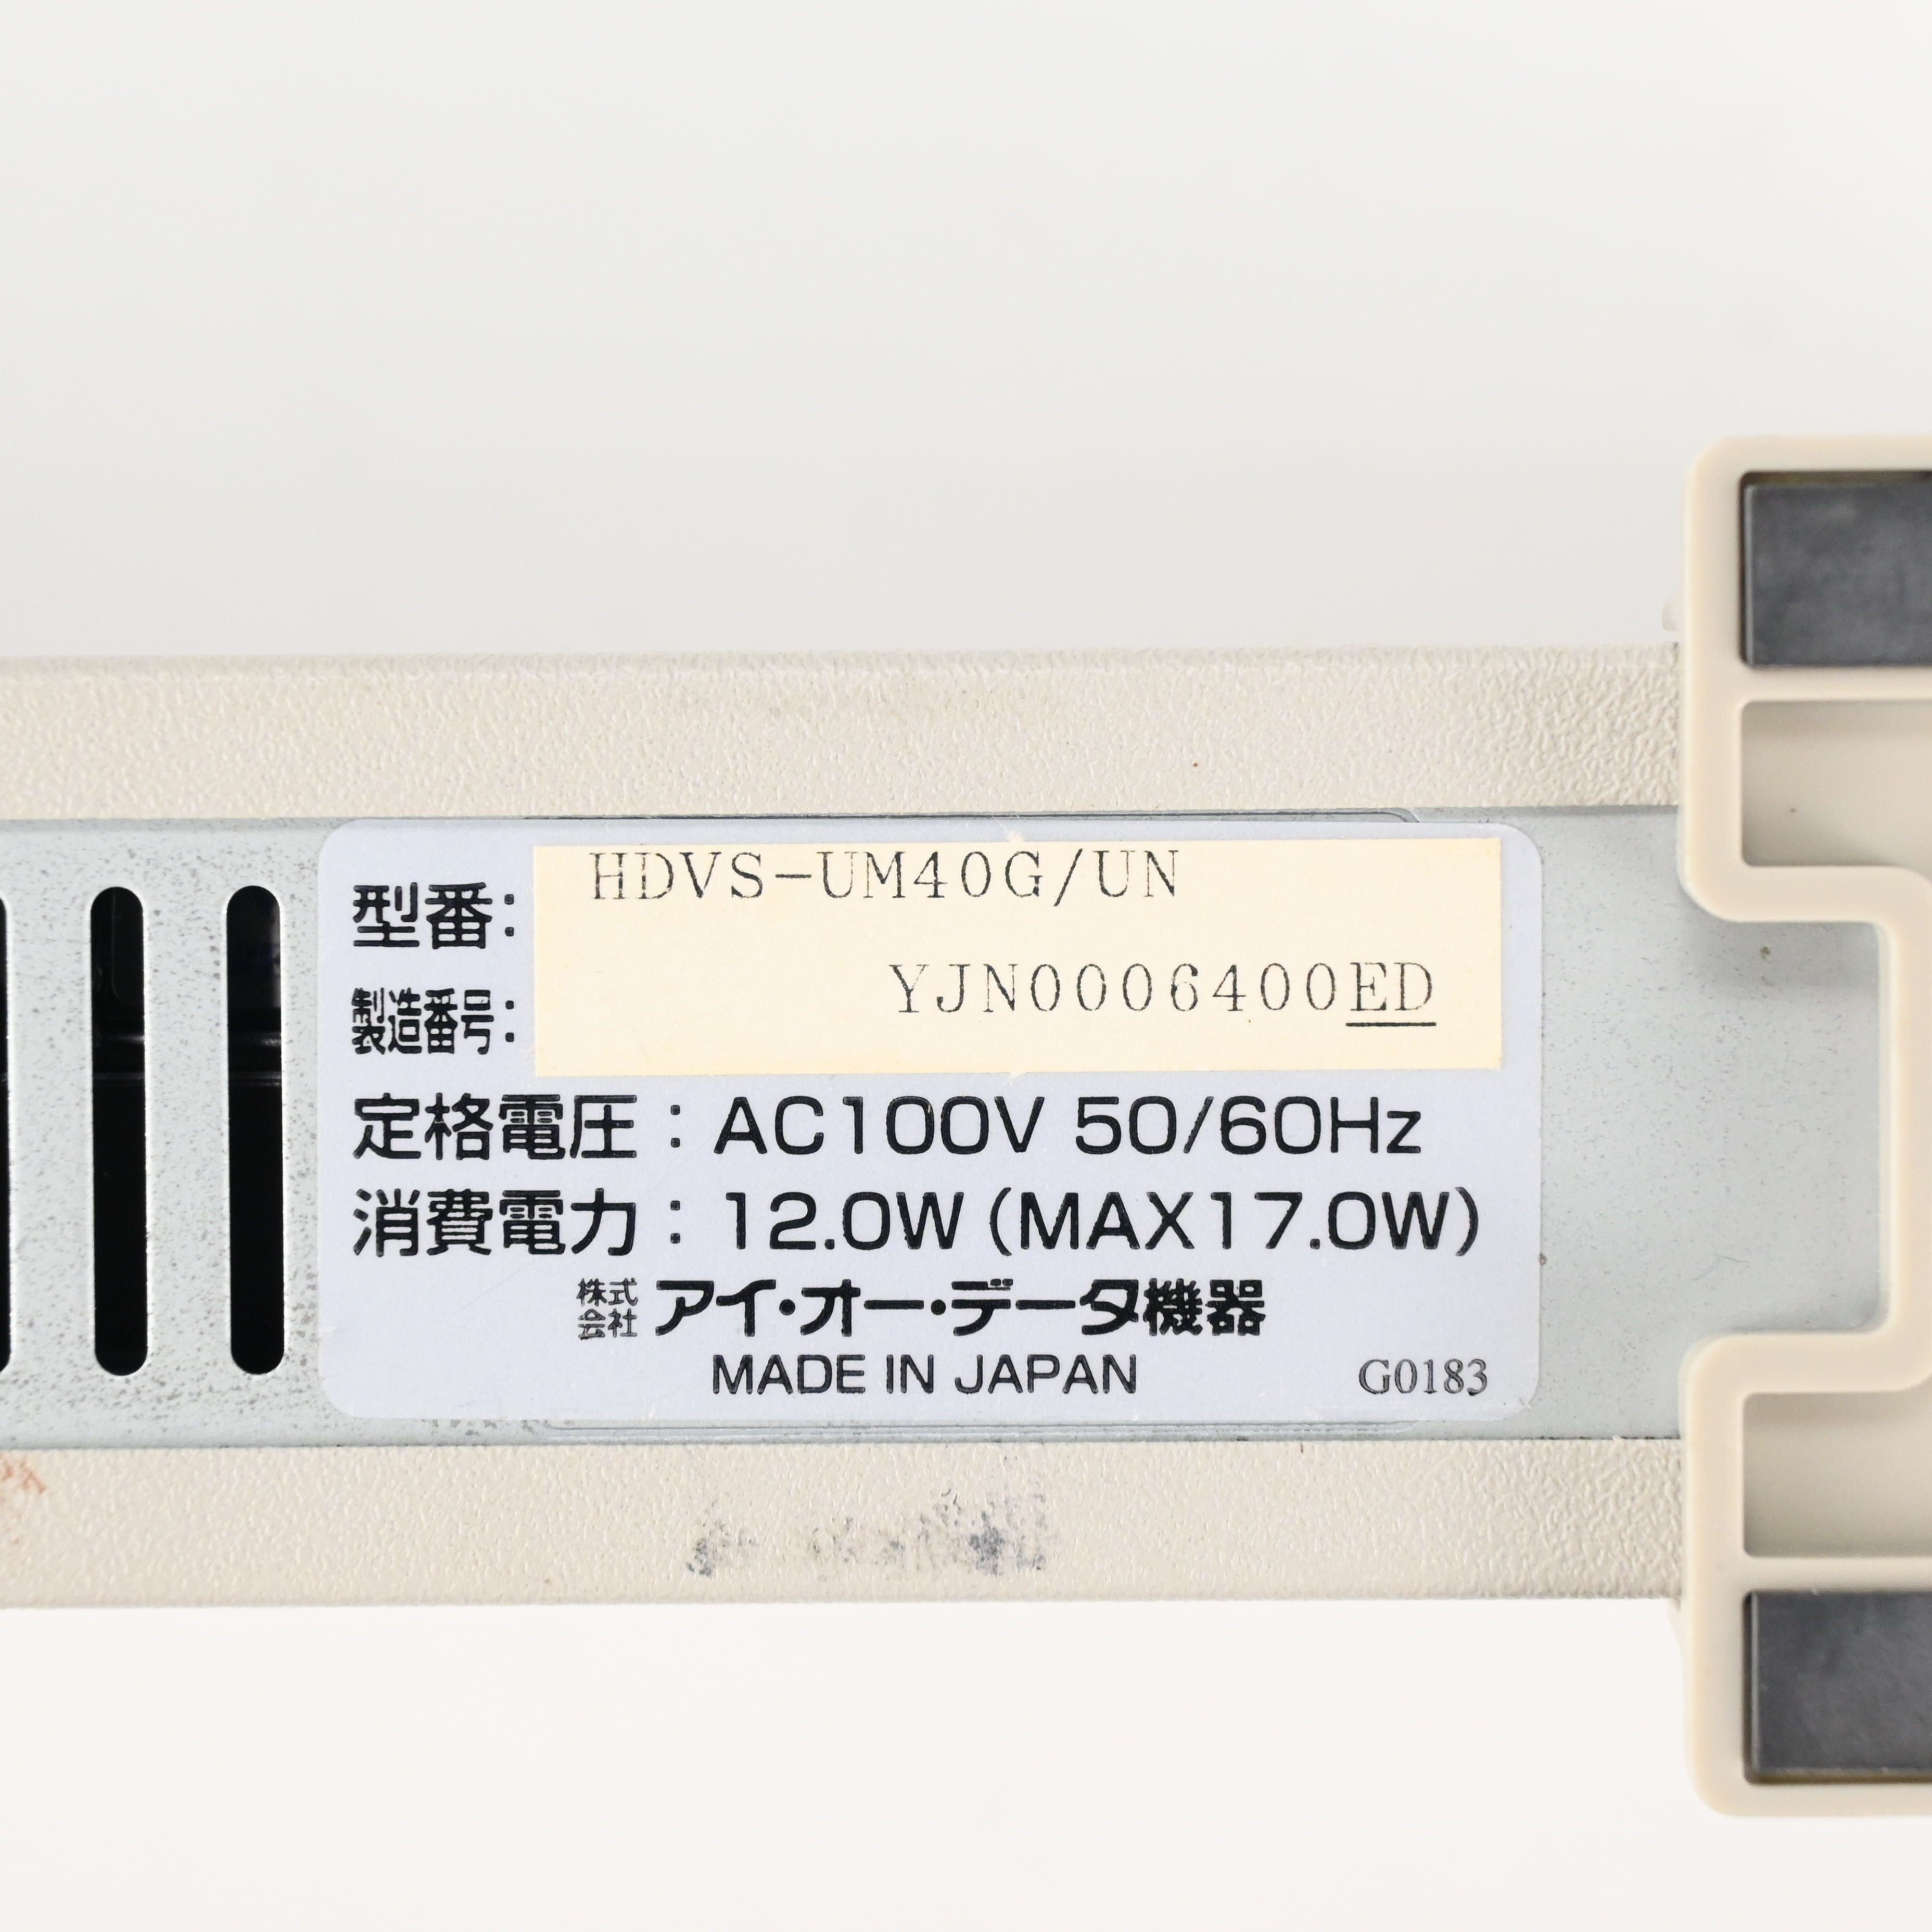 型番： HDVS-UM40G/UN
製造番号： YJN0006400ED
定格電圧：AC100V 50/60Hz
消費電力：12.0W(MAX17.0W)
株式会社 アイ・オー・データ機器
MADE IN JAPAN G0183